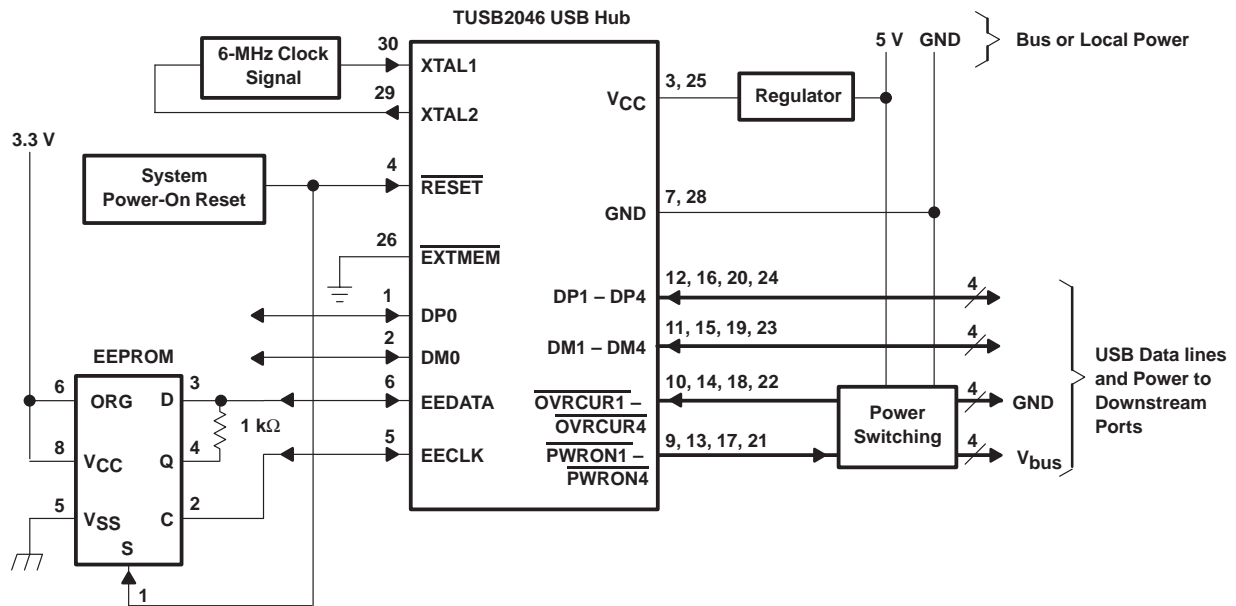 TUSB2046 USB Hub
6-MHz Clock
Signal
30
XTAL1
29
XTAL2
3.3 V
System
Power-On Reset
4
RESET
26
EXTMEM
1
DP0
2
DM0
EEPROM
6
ORG
D
3
6
EEDATA
1 kΩ
8
VCC
Q
4
5
EECLK
5
VSS
C
2
S
1
5 V
GND
Bus or Local Power
VCC
3, 25
Regulator
GND
7, 28
DP1 – DP4
12, 16, 20, 24
4
DM1 – DM4
11, 15, 19, 23
4
OVRCUR1 –
OVRCUR4
10, 14, 18, 22
PWRON1 –
PWRON4
9, 13, 17, 21
Power
Switching
4
GND
4
Vbus
USB Data lines
and Power to
Downstream
Ports